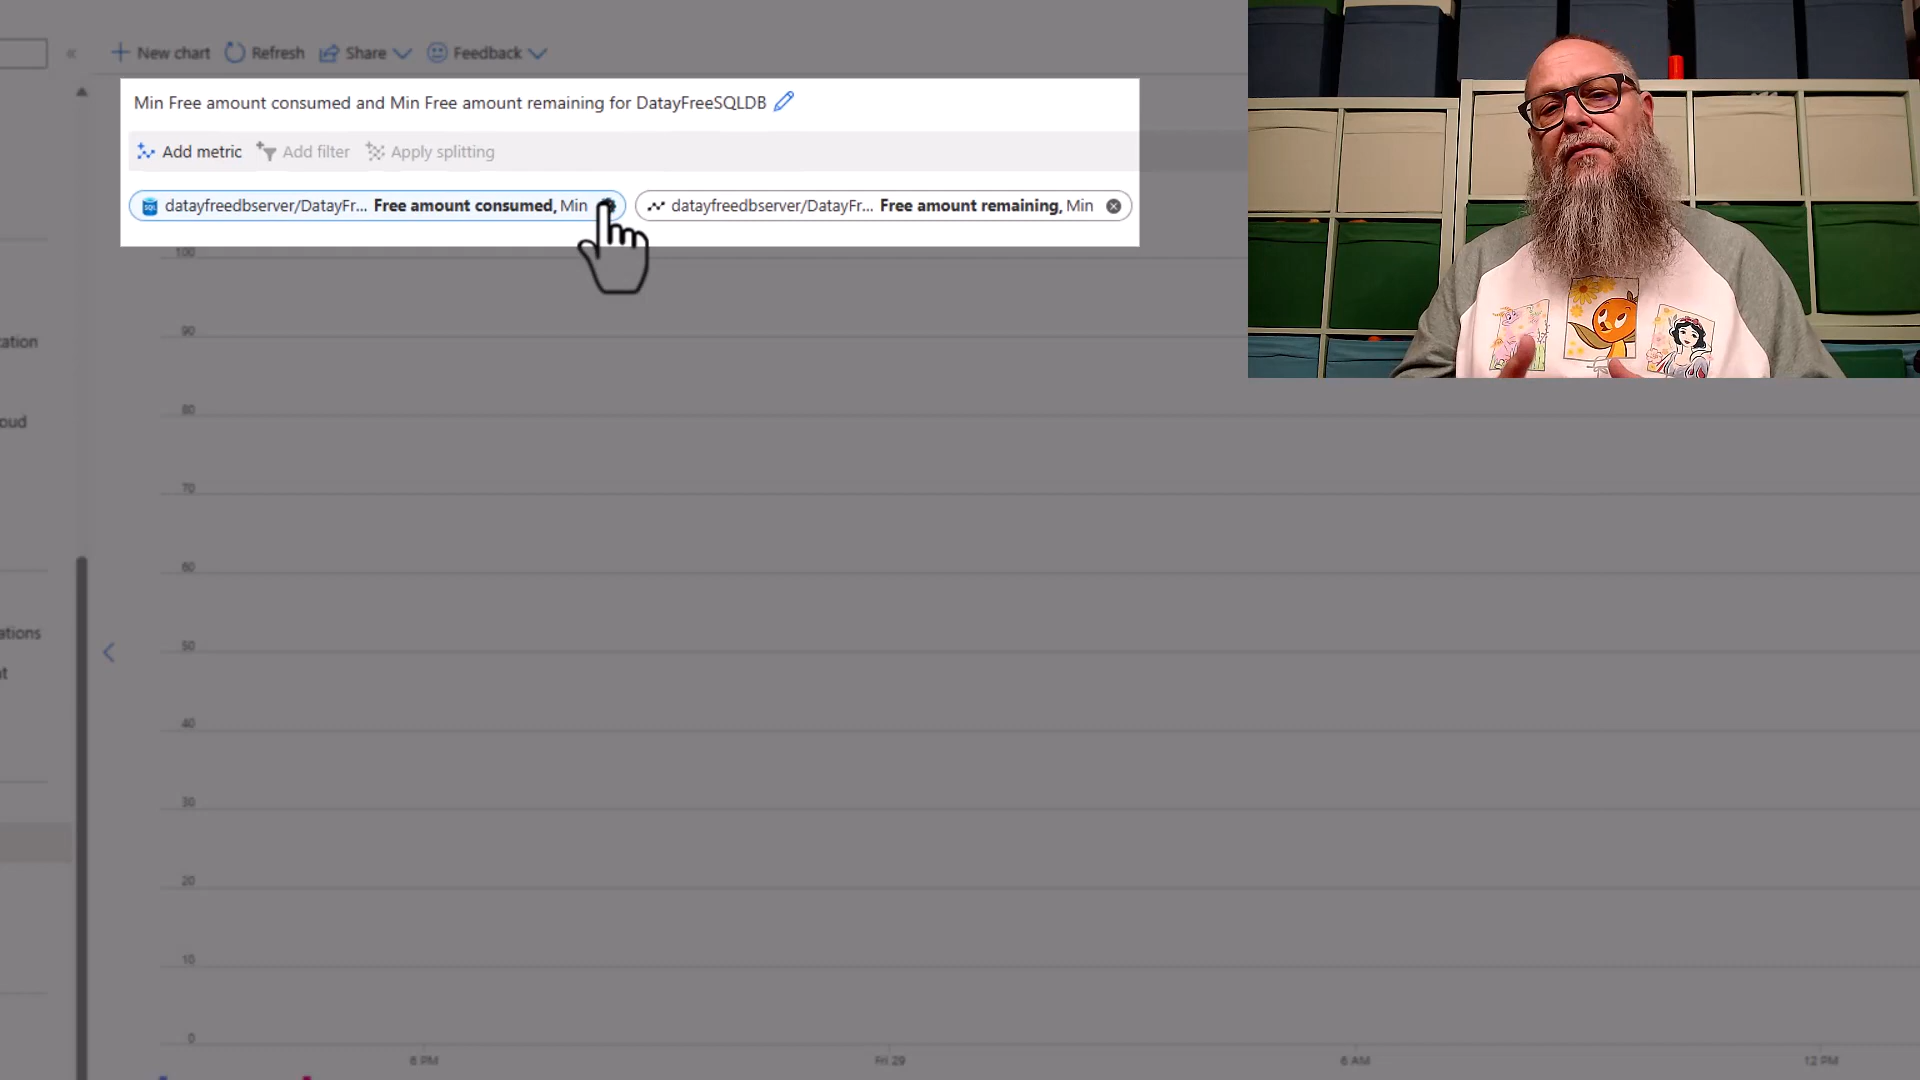 New chart Refresh Share Feedback
Min Free amount consumed and Min Free amount remaining for DatayFreeSQLDB
Add metric Add filter Apply splitting
datayfreedbserver/DatayFr... Free amount consumed, Min
datayfreedbserver/DatayFr... Free amount remaining, Min
100
90
ation
80
oud
70
60
ations
50
t
40
30
20
10
0
6 PM Fri 29 6 AM 12 PM